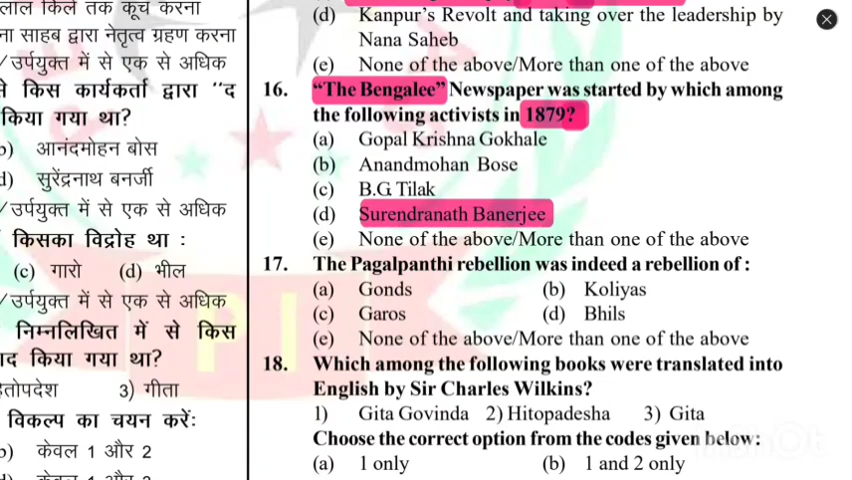 लाल किले तक कूच करना
ना साहब द्वारा नेतृत्व ग्रहण करना
उर्पयुक्त में से एक से अधिक
किस कार्यकर्ता द्वारा "द
किया गया था?
आनंदमोहन बोस
सुरेंद्रनाथ बनर्जी
उर्पयुक्त में से एक से अधिक
किसका विद्रोह था :
(c) गारो (d) भील
उर्पयुक्त में से एक से अधिक
निम्नलिखित में से किस
किया गया था?
3) गीता
विकल्प का चयन करें:
केवल 1 और 2
(d) Kanpur's Revolt and taking over the leadership by
Nana Saheb
(e) None of the above/More than one of the above
16. "The Bengalee" Newspaper was started by which among
the following activists in 1879?
(a) Gopal Krishna Gokhale
(b) Anandmohan Bose
(c) B.G. Tilak
(d) Surendranath Banerjee
(e) None of the above/More than one of the above
17. The Pagalpanthi rebellion was indeed a rebellion of :
(a) Gonds (b) Koliyas
(c) Garos (d) Bhils
(e) None of the above/More than one of the above
18. Which among the following books were translated into
English by Sir Charles Wilkins?
1) Gita Govinda 2) Hitopadesha 3) Gita
Choose the correct option from the codes given below:
(a) 1 only (b) 1 and 2 only